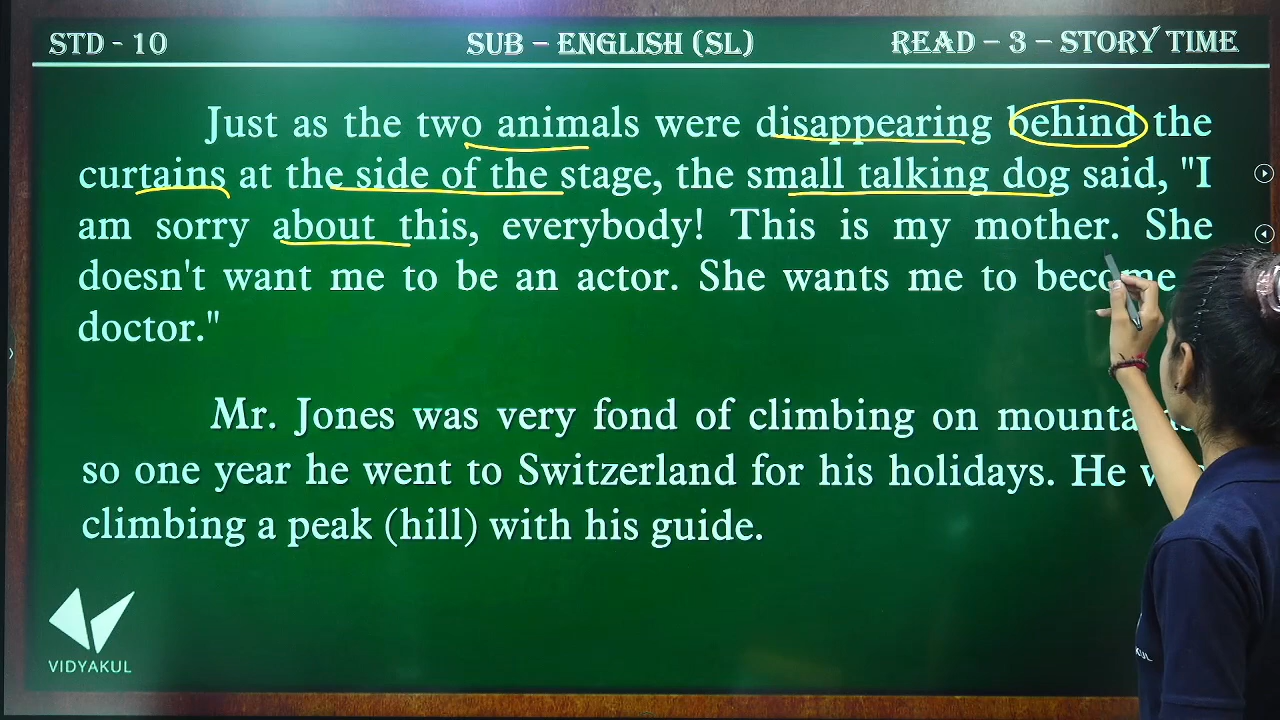 STD - 10 SUB – ENGLISH (SL) READ – 3 – STORY TIME
Just as the two animals were disappearing behind the
curtains at the side of the stage, the small talking dog said, "I
am sorry about this, everybody! This is my mother. She
doesn't want me to be an actor. She wants me to become
doctor."
Mr. Jones was very fond of climbing on
so one year he went to Switzerland for his holidays. He
climbing a peak (hill) with his guide.
VIDYAKUL